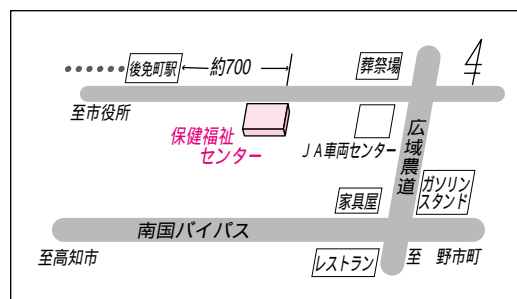 後免町駅
約700
葬祭場
至市役所
保健福祉
センター
JA車両センター
広域農道
家具屋
ガソリン
スタンド
南国バイパス
至高知市
レストラン
至 野市町